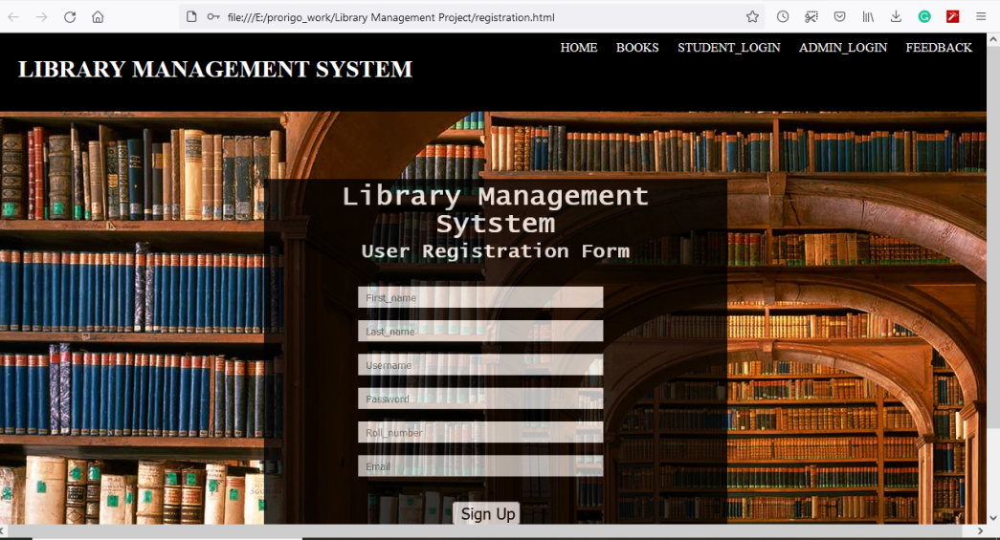 file:///E:/prorigo_work/Library Management Project/registration.html
HOME BOOKS STUDENT_LOGIN ADMIN_LOGIN FEEDBACK
LIBRARY MANAGEMENT SYSTEM
Library Management
Sytstem
User Registration Form
First_name
Last_name
Username
Password
Roll_number
Email
Sign Up